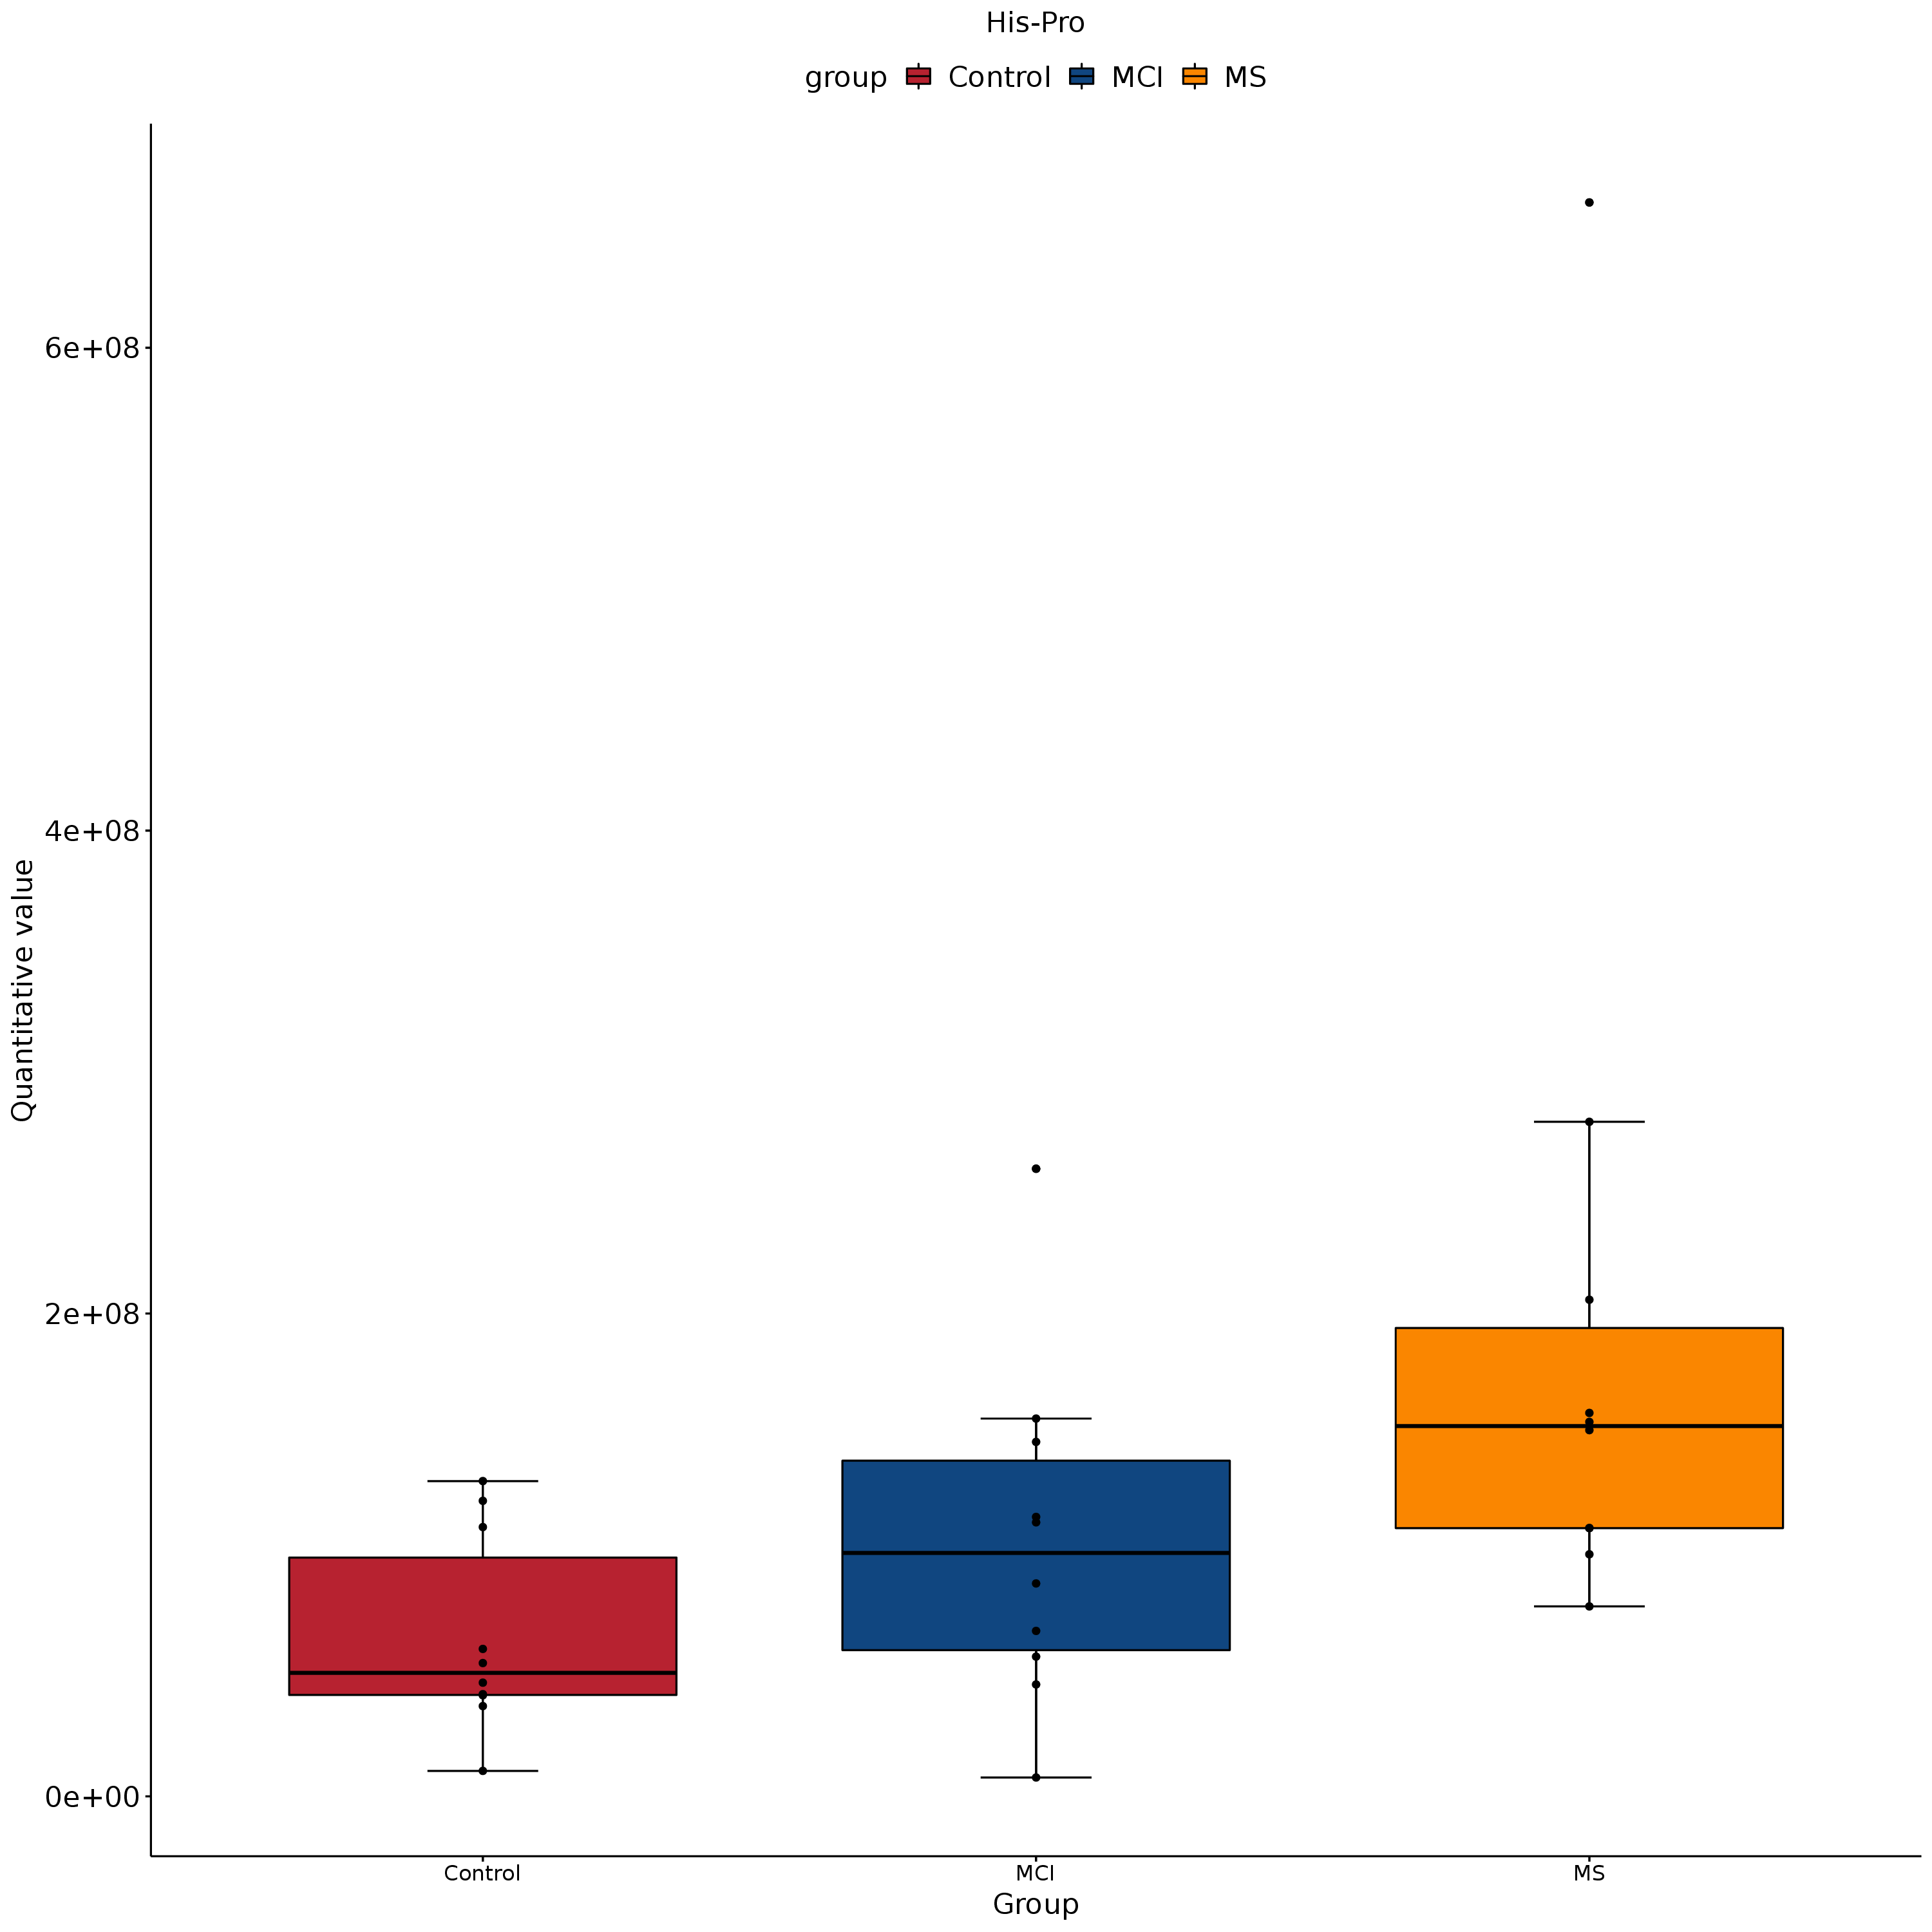 His-Pro
group Control MCI MS
6e+08
4e+08
2e+08
0e+00
Quantitative value
Control MCI MS
Group